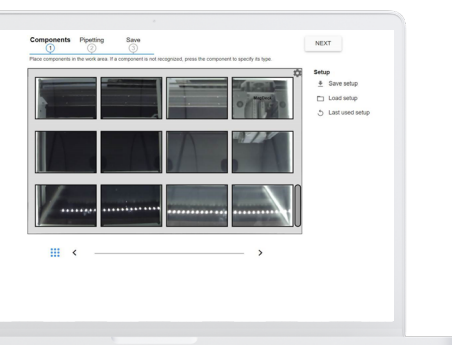 Components Pipetting Save
1 2 3
NEXT
Place components in the work area. If a component is not recognized, press the component to specify its type.
Setup
Save setup
Load setup
Last used setup